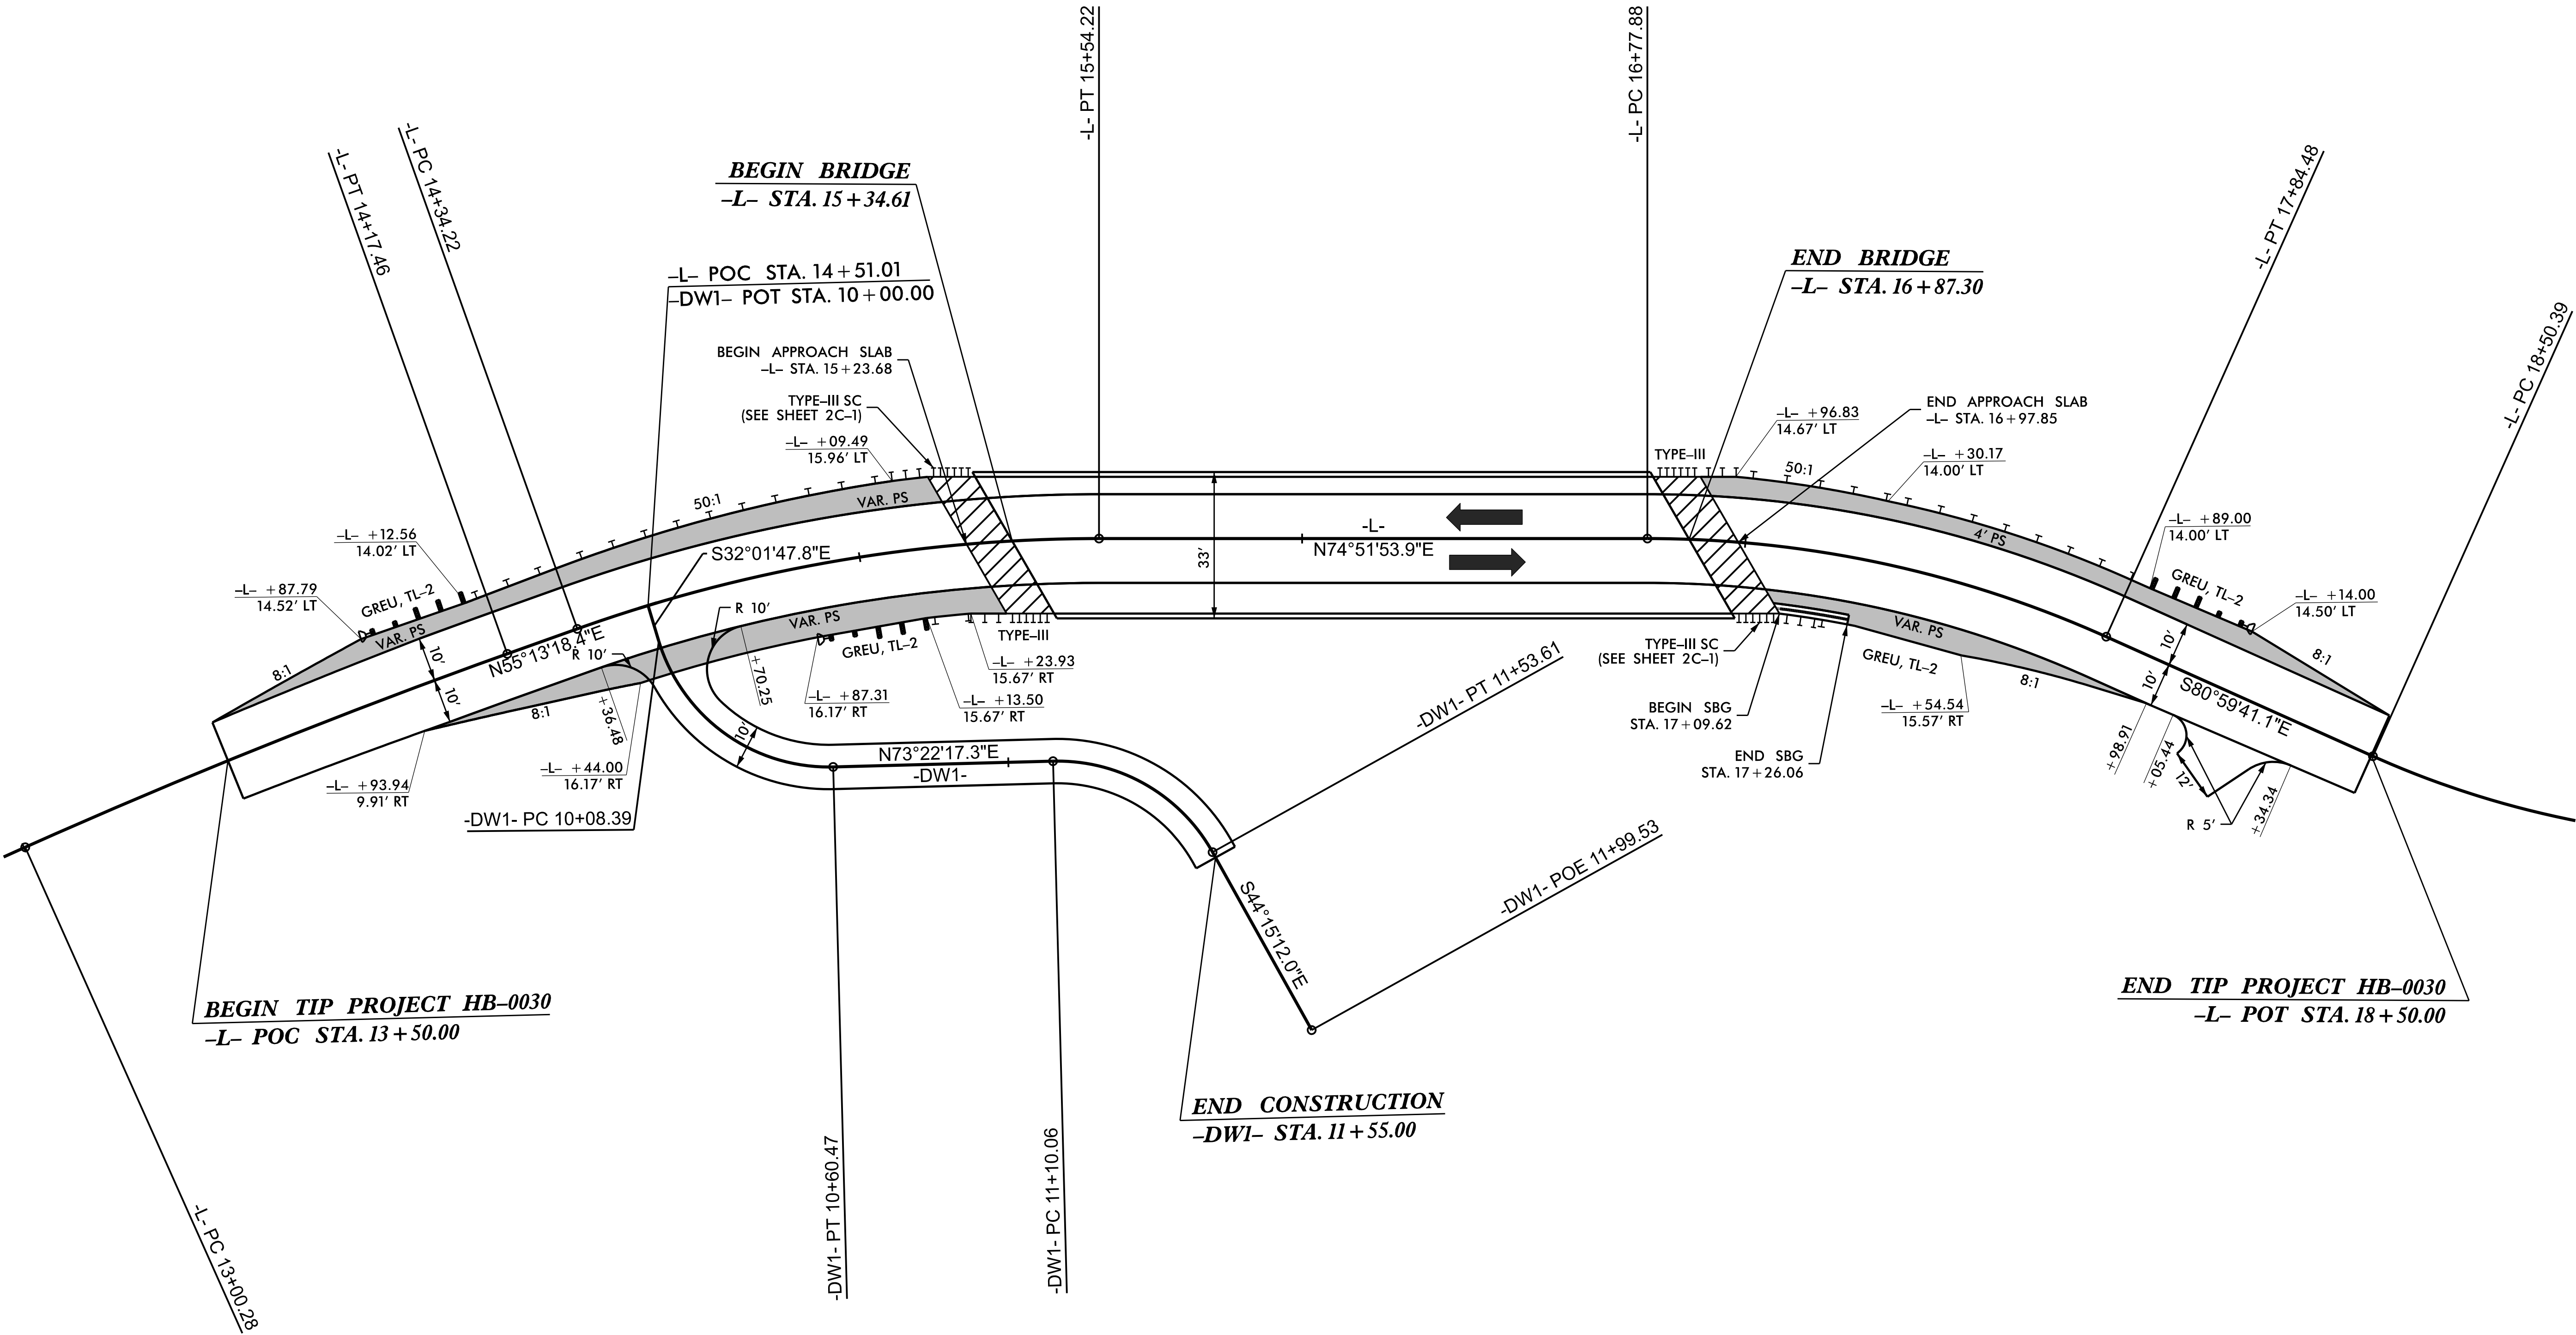 -L- PT 15+54.22
-L- PC 16+77.88
-L- PT 14+17.46
-L- PC 14+34.22
-L- PT 17+84.48
-L- PC 18+50.39
BEGIN BRIDGE
–L– STA. 15+34.61
–L– POC STA. 14+51.01
–DW1– POT STA. 10+00.00
END BRIDGE
–L– STA. 16+87.30
BEGIN APPROACH SLAB
–L– STA. 15+23.68
TYPE–III SC
(SEE SHEET 2C–1)
–L– +09.49
15.96' LT
TYPE–III
–L– +96.83
14.67' LT
END APPROACH SLAB
–L– STA. 16+97.85
–L– +30.17
14.00' LT
50:1
VAR. PS
50:1
4' PS
–L– +12.56
14.02' LT
–L– +87.79
14.52' LT
GREU, TL–2
VAR. PS
8:1
S32°01'47.8"E
-L-
N74°51'53.9"E
33'
–L– +89.00
14.00' LT
GREU, TL–2
–L– +14.00
14.50' LT
8:1
10'
10'
N55°13'18.4"E
R 10'
R 10'
VAR. PS
+70.25
+36.48
GREU, TL–2
TYPE–III
–L– +23.93
15.67' RT
–L– +87.31
16.17' RT
–L– +13.50
15.67' RT
8:1
–L– +44.00
16.17' RT
–L– +93.94
9.91' RT
-DW1- PC 10+08.39
10'
N73°22'17.3"E
-DW1-
TYPE–III SC
(SEE SHEET 2C–1)
VAR. PS
GREU, TL–2
8:1
BEGIN SBG
STA. 17+09.62
END SBG
STA. 17+26.06
–L– +54.54
15.57' RT
10'
10'
S80°59'41.1"E
+98.91
+05.44
12'
R 5'
+34.34
-DW1- PT 11+53.61
-DW1- POE 11+99.53
S44°15'12.0"E
BEGIN TIP PROJECT HB–0030
–L– POC STA. 13+50.00
END TIP PROJECT HB–0030
–L– POT STA. 18+50.00
END CONSTRUCTION
–DW1– STA. 11+55.00
-DW1- PT 10+60.47
-DW1- PC 11+10.06
-L- PC 13+00.28